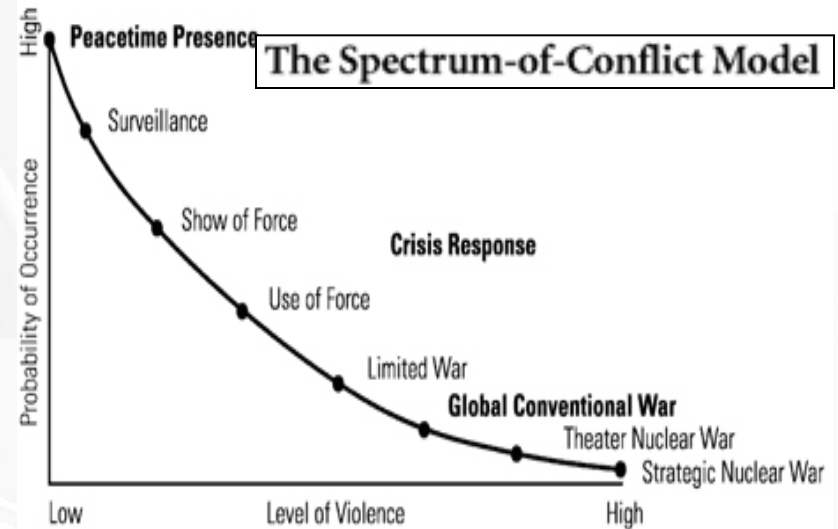 High
Peacetime Presence
The Spectrum-of-Conflict Model
Surveillance
Show of Force
Crisis Response
Use of Force
Limited War
Global Conventional War
Theater Nuclear War
Strategic Nuclear War
Probability of Occurrence
Low
Level of Violence
High